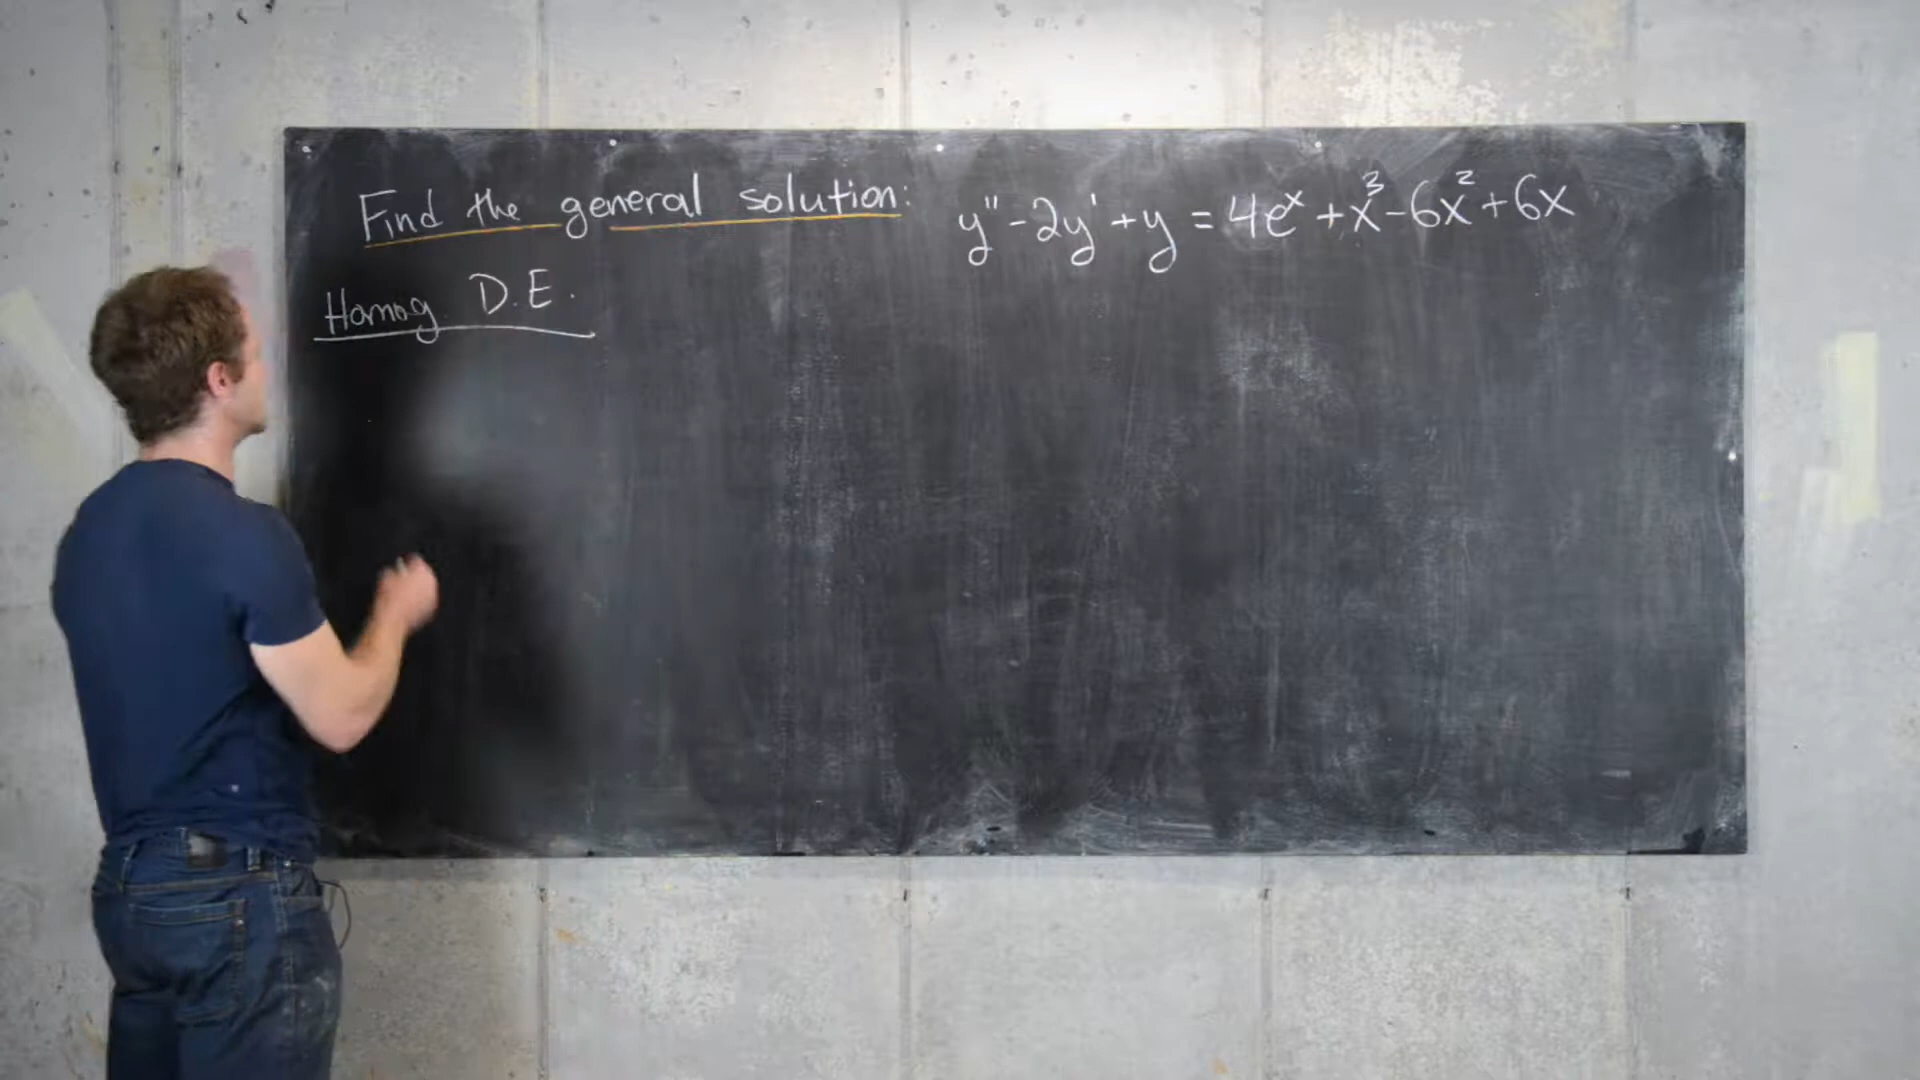 Find the general solution: y'' - 2y' + y = 4e^x + x^3 - 6x^2 + 6x
Homog. D.E.